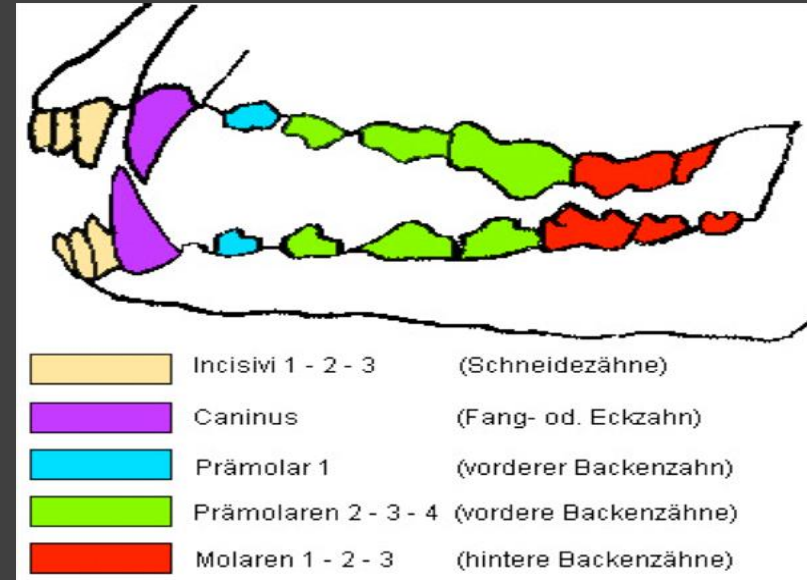 Incisivi 1 - 2 - 3 (Schneidezähne)
Caninus (Fang- od. Eckzahn)
Prämolar 1 (vorderer Backenzahn)
Prämolaren 2 - 3 - 4 (vordere Backenzähne)
Molaren 1 - 2 - 3 (hintere Backenzähne)